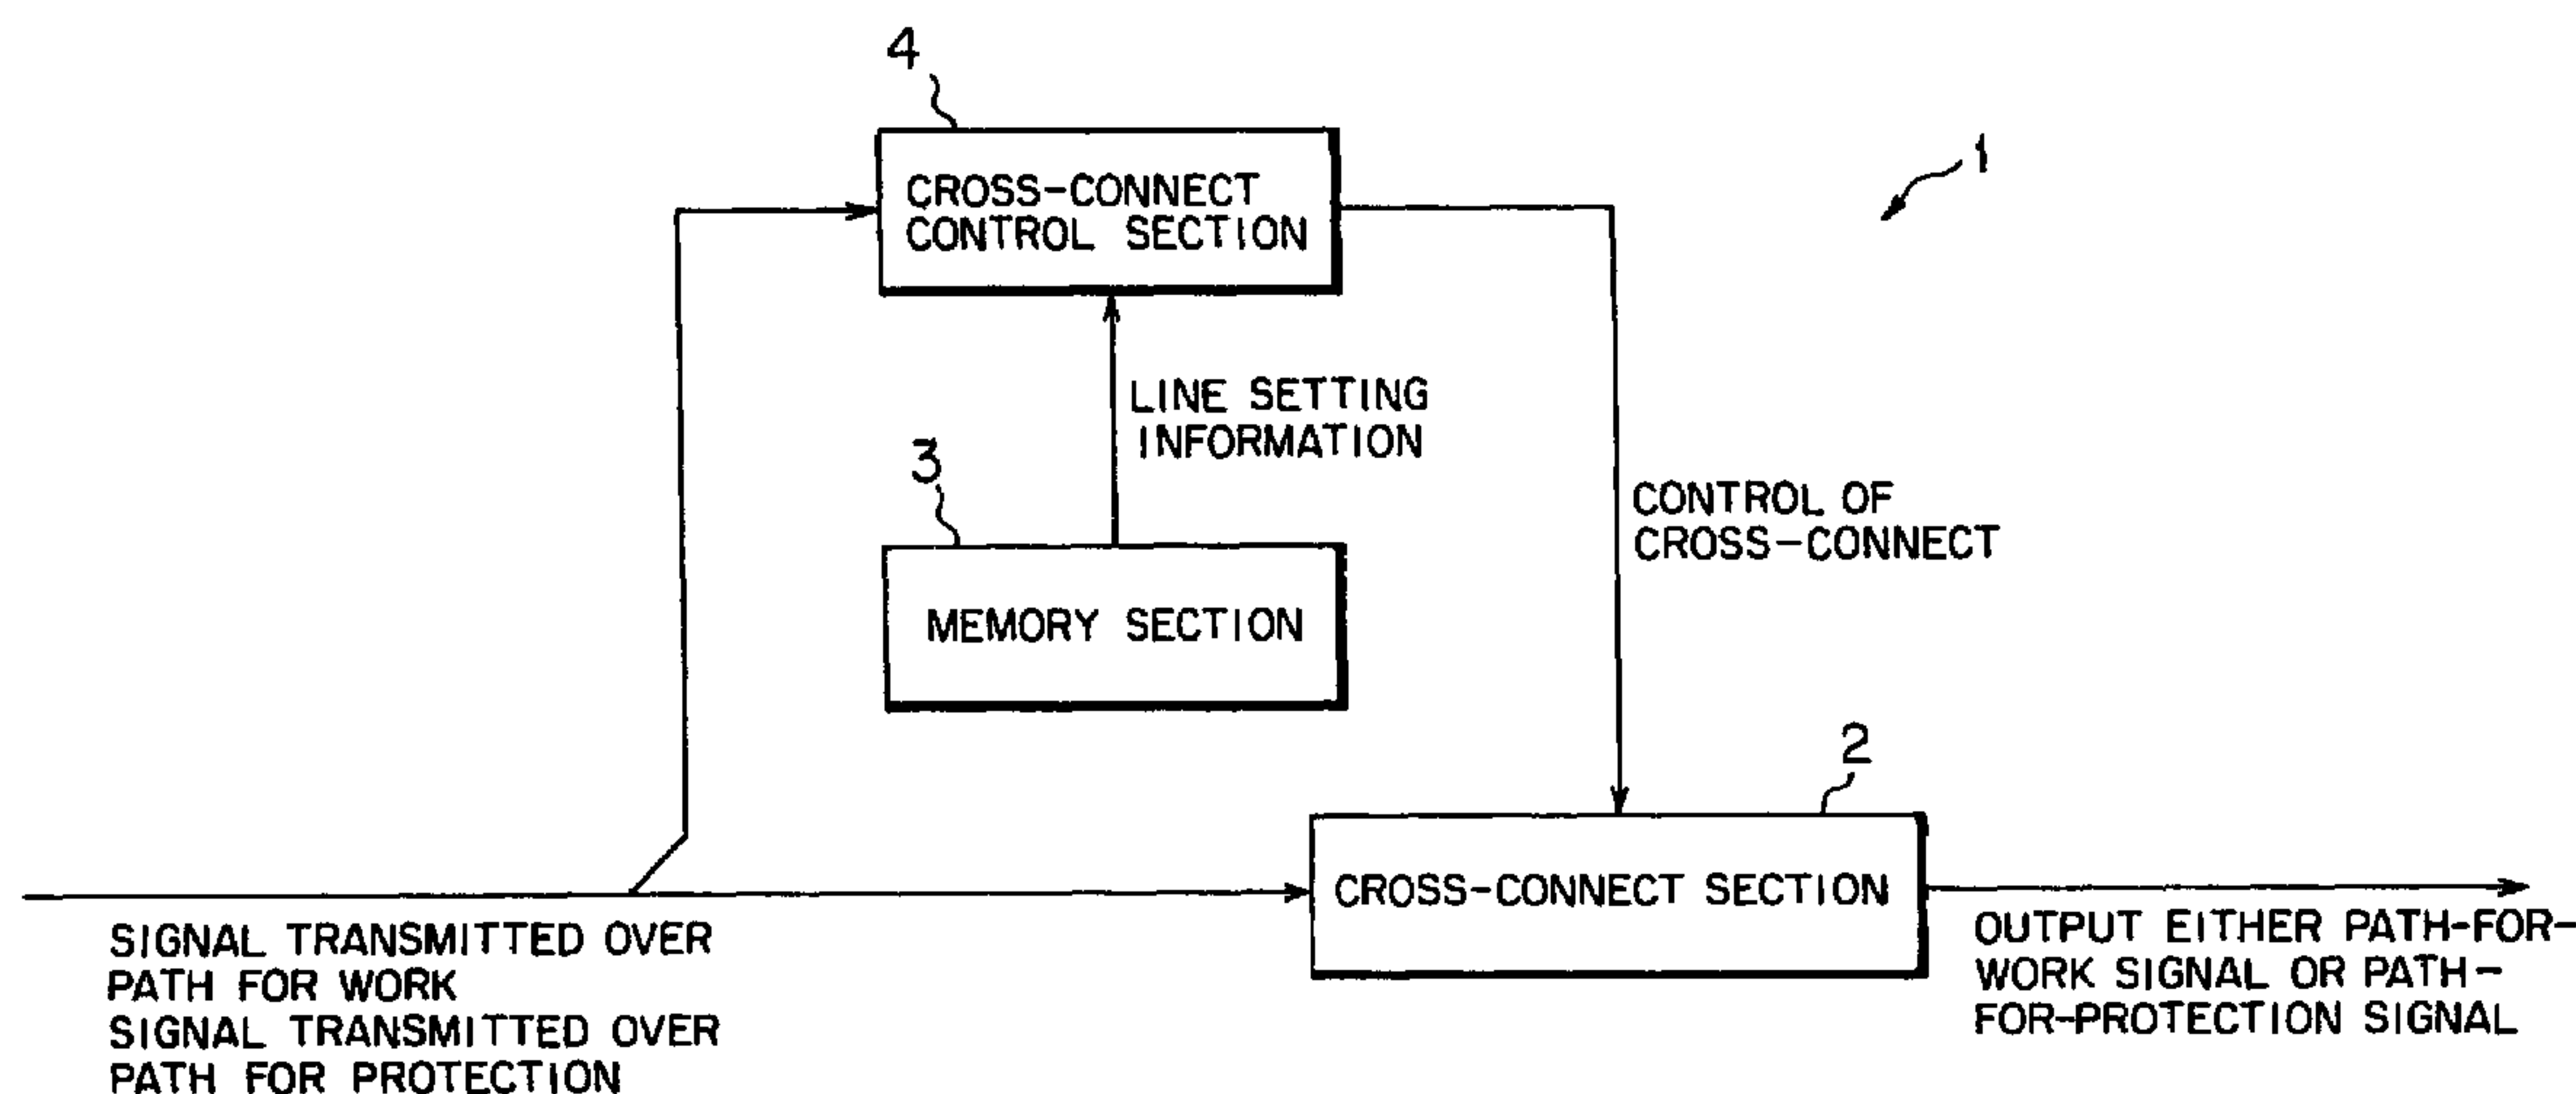 4
1
CROSS-CONNECT
CONTROL SECTION
LINE SETTING
INFORMATION
3
CONTROL OF
CROSS-CONNECT
MEMORY SECTION
2
CROSS-CONNECT SECTION
SIGNAL TRANSMITTED OVER
PATH FOR WORK
SIGNAL TRANSMITTED OVER
PATH FOR PROTECTION
OUTPUT EITHER PATH-FOR-
WORK SIGNAL OR PATH-
FOR-PROTECTION SIGNAL